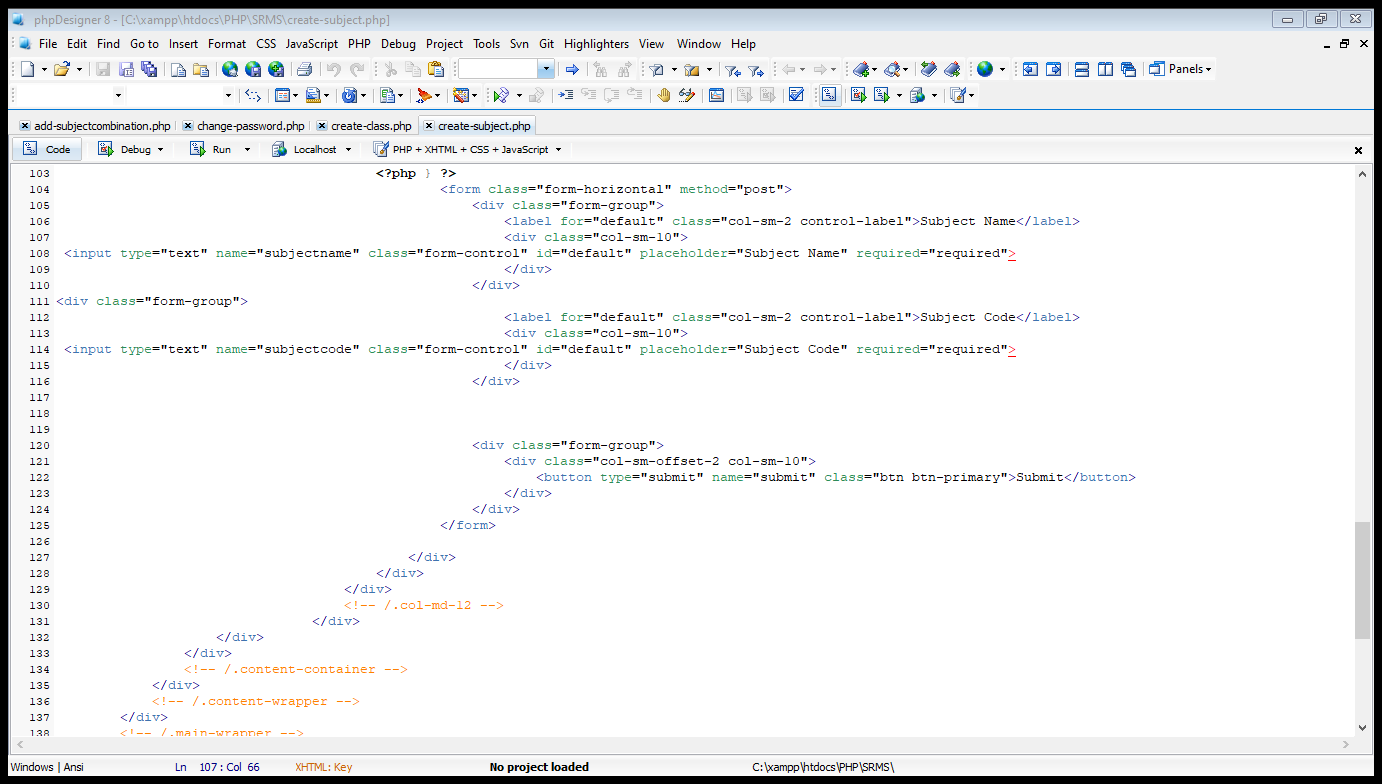 phpDesigner 8 - [C:\xampp\htdocs\PHP\SRMS\create-subject.php]
File Edit Find Go to Insert Format CSS JavaScript PHP Debug Project Tools Svn Git Highlighters View Window Help
Panels
add-subjectcombination.php change-password.php create-class.php create-subject.php
Code Debug Run Localhost PHP + XHTML + CSS + JavaScript
103 <?php } ?>
104 <form class="form-horizontal" method="post">
105 <div class="form-group">
106 <label for="default" class="col-sm-2 control-label">Subject Name</label>
107 <div class="col-sm-10">
108 <input type="text" name="subjectname" class="form-control" id="default" placeholder="Subject Name" required="required">
109 </div>
110 </div>
111 <div class="form-group">
112 <label for="default" class="col-sm-2 control-label">Subject Code</label>
113 <div class="col-sm-10">
114 <input type="text" name="subjectcode" class="form-control" id="default" placeholder="Subject Code" required="required">
115 </div>
116 </div>
117
118
119
120 <div class="form-group">
121 <div class="col-sm-offset-2 col-sm-10">
122 <button type="submit" name="submit" class="btn btn-primary">Submit</button>
123 </div>
124 </div>
125 </form>
126
127 </div>
128 </div>
129 </div>
130 <!-- /.col-md-12 -->
131 </div>
132 </div>
133 </div>
134 <!-- /.content-container -->
135 </div>
136 <!-- /.content-wrapper -->
137 </div>
138 <!-- /.main-wrapper -->
Windows | Ansi Ln 107 : Col 66 XHTML: Key No project loaded C:\xampp\htdocs\PHP\SRMS\